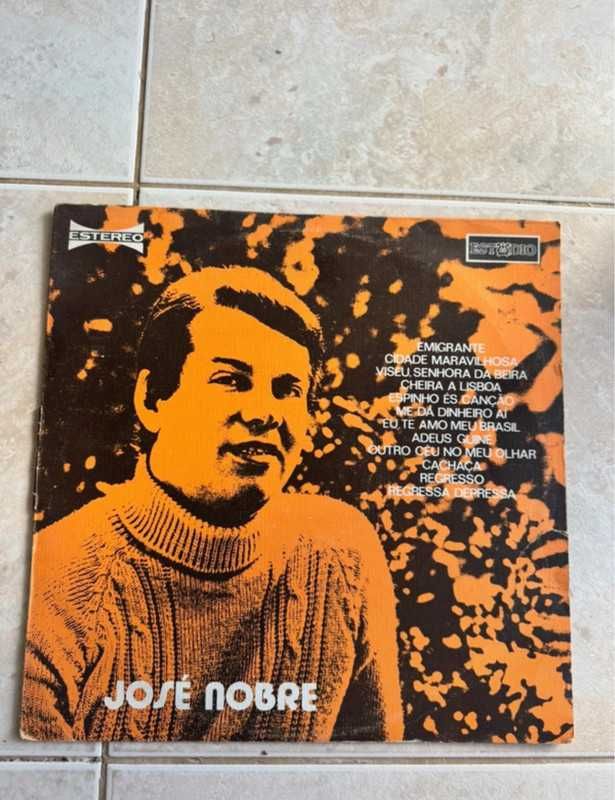 ESTEREO
ESTÚDIO
EMIGRANTE
CIDADE MARAVILHOSA
VISEU, SENHORA DA BEIRA
CHEIRA A LISBOA
ESPINHO ÉS CANÇÃO
ME DÁ DINHEIRO AÍ
EU TE AMO MEU BRASIL
ADEUS GUINÉ
OUTRO CÉU NO MEU OLHAR
CACHAÇA
REGRESSO
REGRESSA DEPRESSA
JOSÉ NOBRE